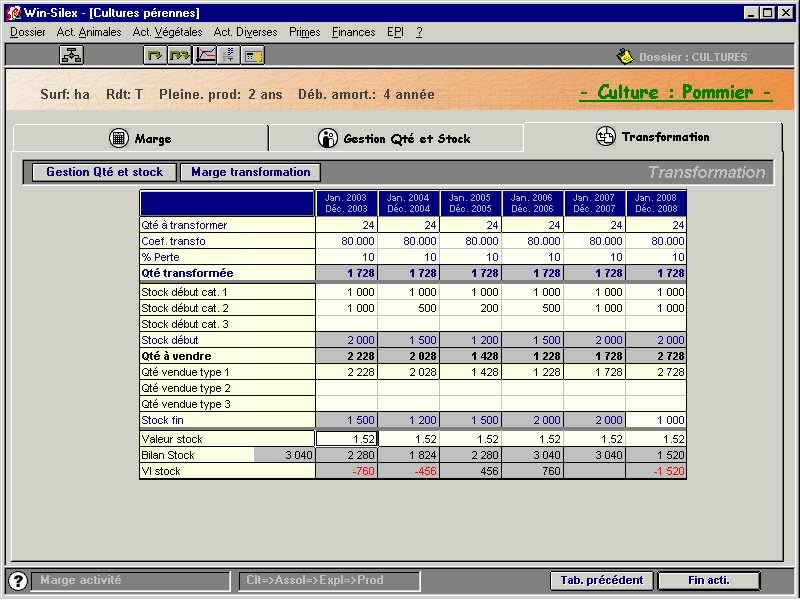 Win-Silex - [Cultures pérennes]
Dossier Act. Animales Act. Végétales Act. Diverses Primes Finances EPI ?
Dossier : CULTURES
Surf: ha Rdt: T Pleine. prod: 2 ans Déb. amort.: 4 année
- Culture : Pommier -
Marge Gestion Qté et Stock Transformation
Gestion Qté et stock Marge transformation Transformation
Jan. 2003 Jan. 2004 Jan. 2005 Jan. 2006 Jan. 2007 Jan. 2008
Déc. 2003 Déc. 2004 Déc. 2005 Déc. 2006 Déc. 2007 Déc. 2008
Qté à transformer 24 24 24 24 24 24
Coef. transfo 80.000 80.000 80.000 80.000 80.000 80.000
% Perte 10 10 10 10 10 10
Qté transformée 1 728 1 728 1 728 1 728 1 728 1 728
Stock début cat. 1 1 000 1 000 1 000 1 000 1 000 1 000
Stock début cat. 2 1 000 500 200 500 1 000 1 000
Stock début cat. 3
Stock début 2 000 1 500 1 200 1 500 2 000 2 000
Qté à vendre 2 228 2 028 1 428 1 228 1 728 2 728
Qté vendue type 1 2 228 2 028 1 428 1 228 1 728 2 728
Qté vendue type 2
Qté vendue type 3
Stock fin 1 500 1 200 1 500 2 000 2 000 1 000
Valeur stock 1.52 1.52 1.52 1.52 1.52 1.52
Bilan Stock 3 040 2 280 1 824 2 280 3 040 3 040 1 520
VI stock -760 -456 456 760 -1 520
? Marge activité Clt=>Assol=>Expl=>Prod Tab. précédent Fin acti.